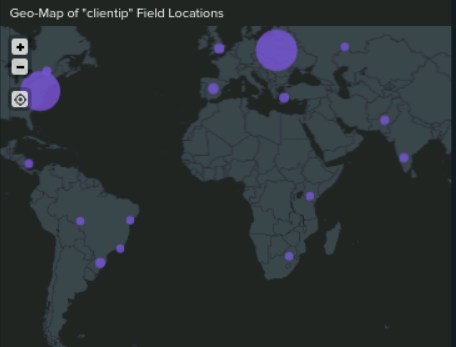 Geo-Map of "clientip" Field Locations
+
−